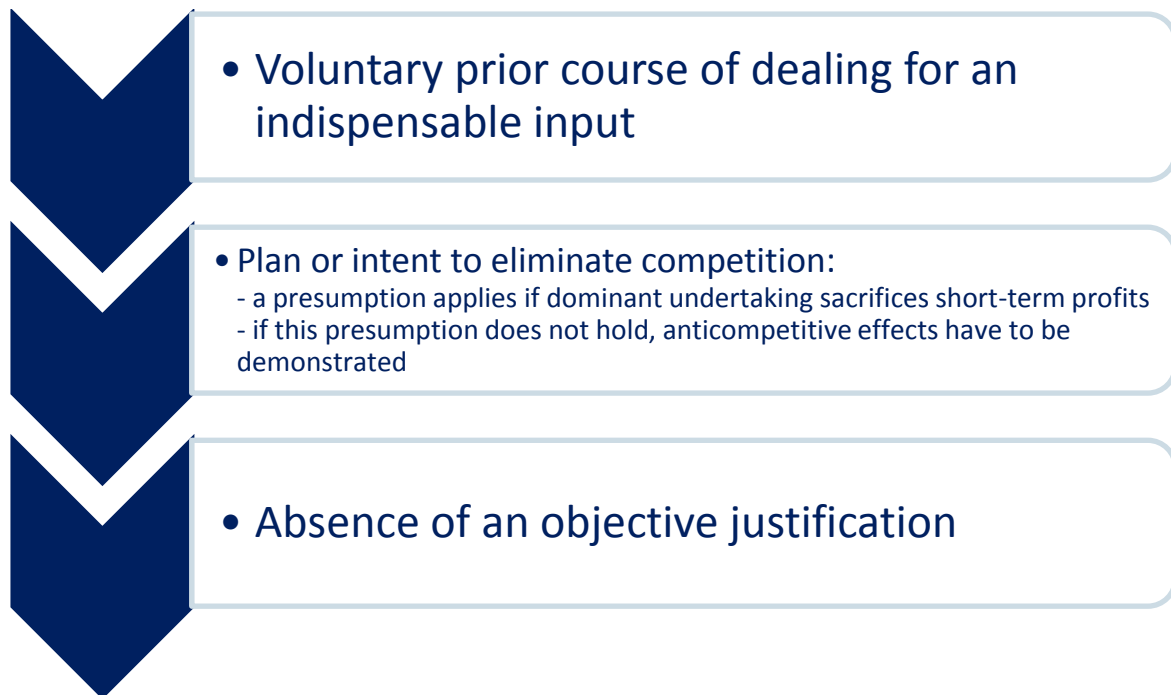 • Voluntary prior course of dealing for an
indispensable input
• Plan or intent to eliminate competition:
- a presumption applies if dominant undertaking sacrifices short-term profits
- if this presumption does not hold, anticompetitive effects have to be
demonstrated
• Absence of an objective justification